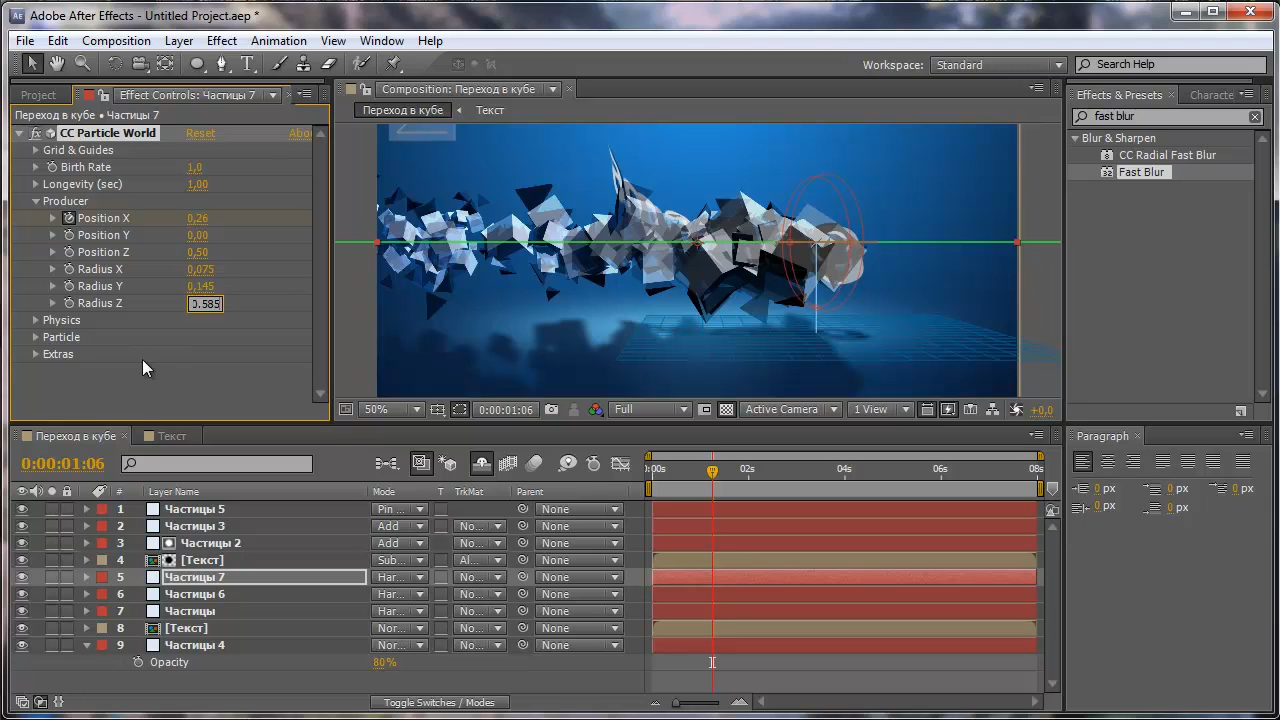 Adobe After Effects - Untitled Project.aep *
File Edit Composition Layer Effect Animation View Window Help
Workspace: Standard Search Help
Project Effect Controls: Частицы 7
Переход в кубе • Частицы 7
fx CC Particle World Reset Abou
Grid & Guides
Birth Rate 1,0
Longevity (sec) 1,00
Producer
Position X 0,26
Position Y 0,00
Position Z 0,50
Radius X 0,075
Radius Y 0,145
Radius Z 0.585
Physics
Particle
Extras
Composition: Переход в кубе
Переход в кубе Текст
50% 0:00:01:06 Full Active Camera 1 View +0,0
Effects & Presets Characte
fast blur
Blur & Sharpen
CC Radial Fast Blur
Fast Blur
Переход в кубе Текст
0:00:01:06
:00s 02s 04s 06s 08s
# Layer Name Mode T TrkMat Parent
1 Частицы 5 Pin ... None
2 Частицы 3 Add No... None
3 Частицы 2 Add No... None
4 [Текст] Sub... Al... None
5 Частицы 7 Har... No... None
6 Частицы 6 Har... No... None
7 Частицы Har... No... None
8 [Текст] Nor... No... None
9 Частицы 4 Nor... No... None
Opacity 80%
Toggle Switches / Modes
Paragraph
0 px 0 px 0 px
0 px 0 px